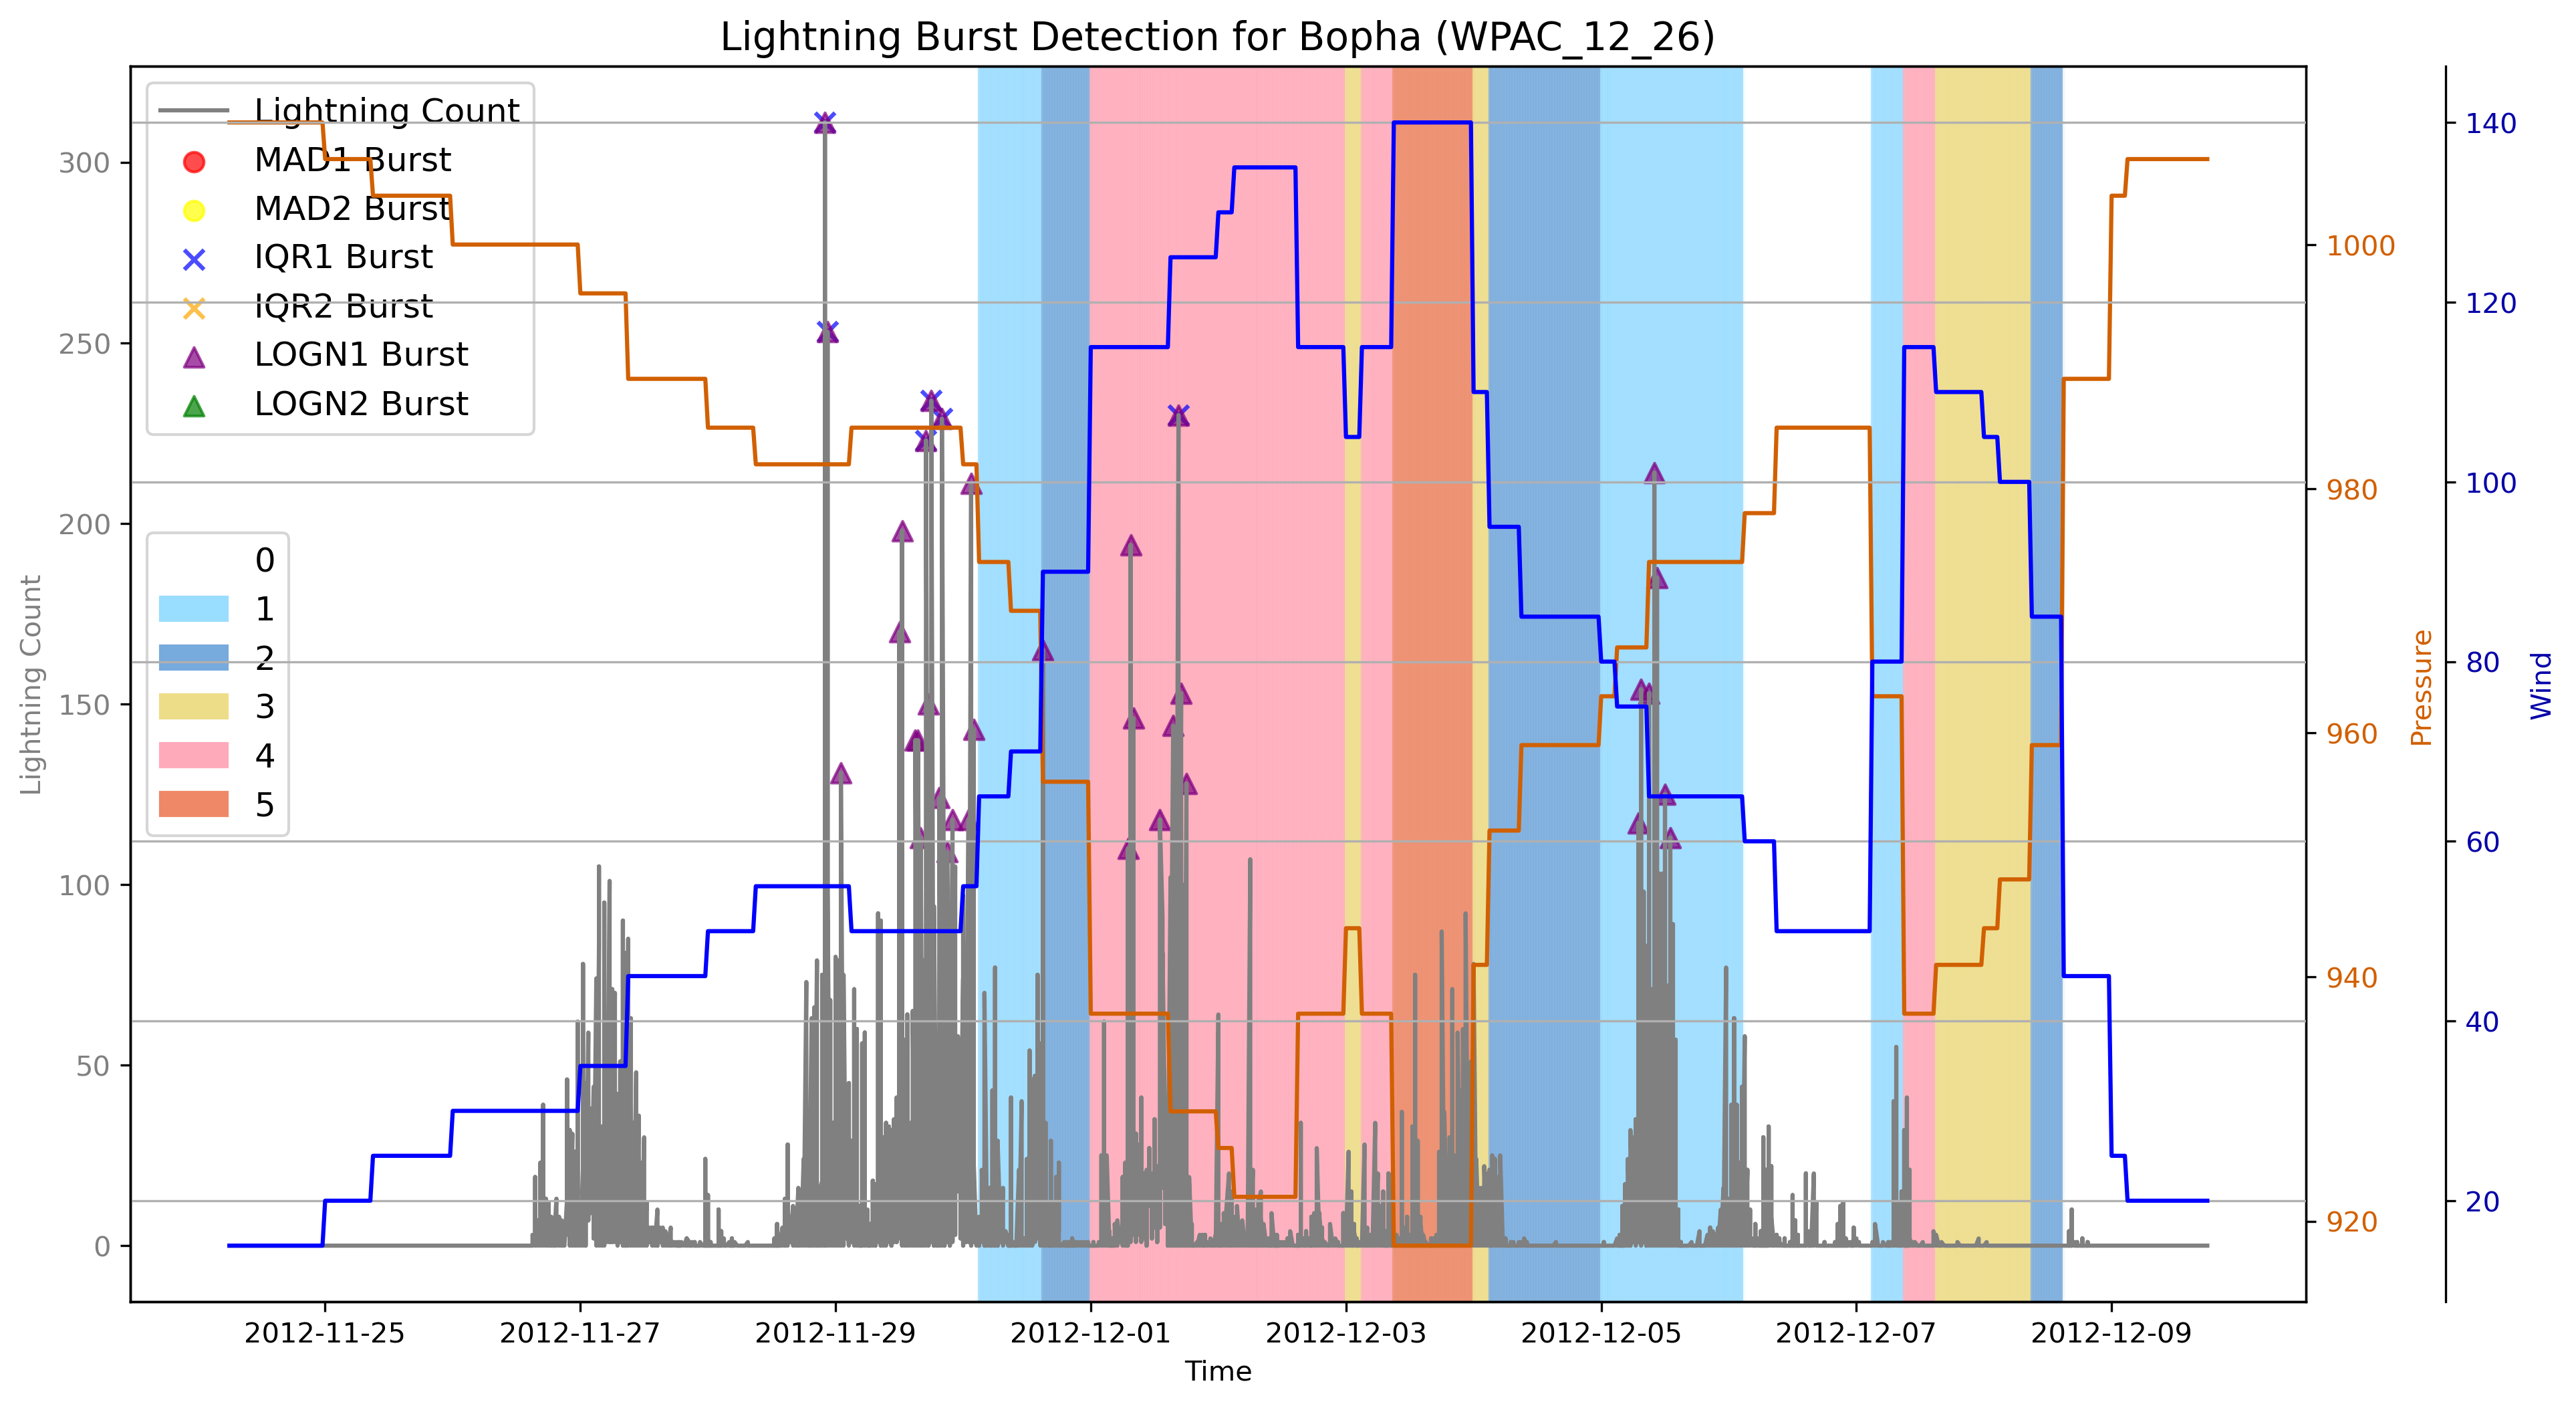 Lightning Burst Detection for Bopha (WPAC_12_26)
Lightning Count
MAD1 Burst
MAD2 Burst
IQR1 Burst
IQR2 Burst
LOGN1 Burst
LOGN2 Burst
0
1
2
3
4
5
Lightning Count
300
250
200
150
100
50
0
1000
980
960
940
920
Pressure
140
120
100
80
60
40
20
Wind
2012-11-25
2012-11-27
2012-11-29
2012-12-01
2012-12-03
2012-12-05
2012-12-07
2012-12-09
Time